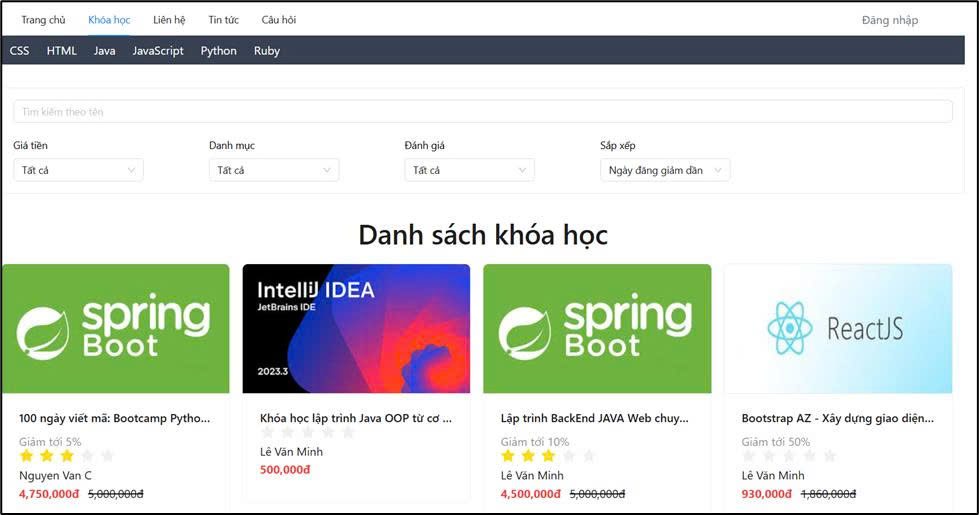 Trang chủ Khóa học Liên hệ Tin tức Câu hỏi Đăng nhập
CSS HTML Java JavaScript Python Ruby
Tìm kiếm theo tên
Giá tiền Danh mục Đánh giá Sắp xếp
Tất cả Tất cả Tất cả Ngày đăng giảm dần
Danh sách khóa học
spring
Boot
IntelliJ IDEA
JetBrains IDE
2023.3
spring
Boot
ReactJS
100 ngày viết mã: Bootcamp Pytho...
Giảm tới 5%
Nguyen Van C
4,750,000đ 5,000,000đ
Khóa học lập trình Java OOP từ cơ ...
Lê Văn Minh
500,000đ
Lập trình BackEnd JAVA Web chuy...
Giảm tới 10%
Lê Văn Minh
4,500,000đ 5,000,000đ
Bootstrap AZ - Xây dựng giao diện...
Giảm tới 50%
Lê Văn Minh
930,000đ 1,860,000đ